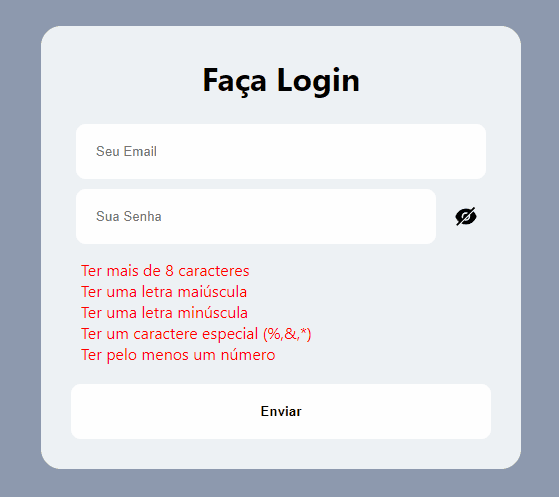 Faça Login
Seu Email
Sua Senha
Ter mais de 8 caracteres
Ter uma letra maiúscula
Ter uma letra minúscula
Ter um caractere especial (%,&,*)
Ter pelo menos um número
Enviar